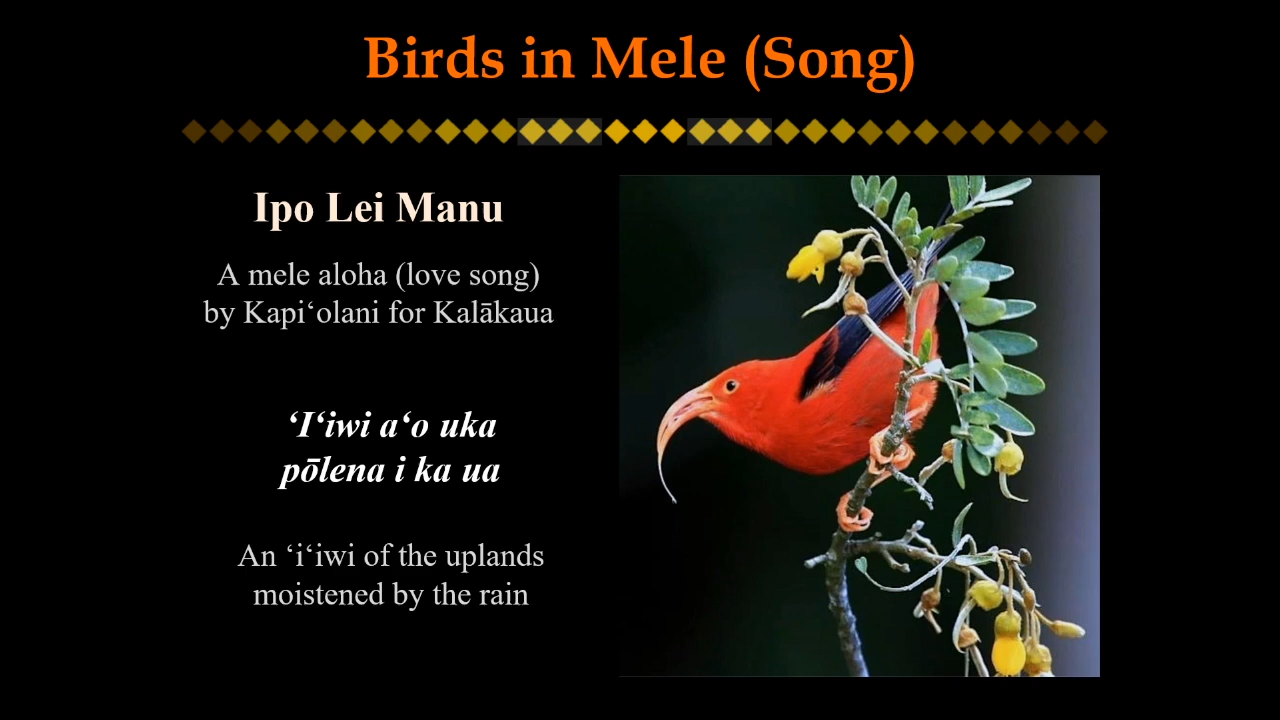 Birds in Mele (Song)
Ipo Lei Manu
A mele aloha (love song)
by Kapiʻolani for Kalākaua
ʻIʻiwi aʻo uka
pōlena i ka ua
An ʻiʻiwi of the uplands
moistened by the rain